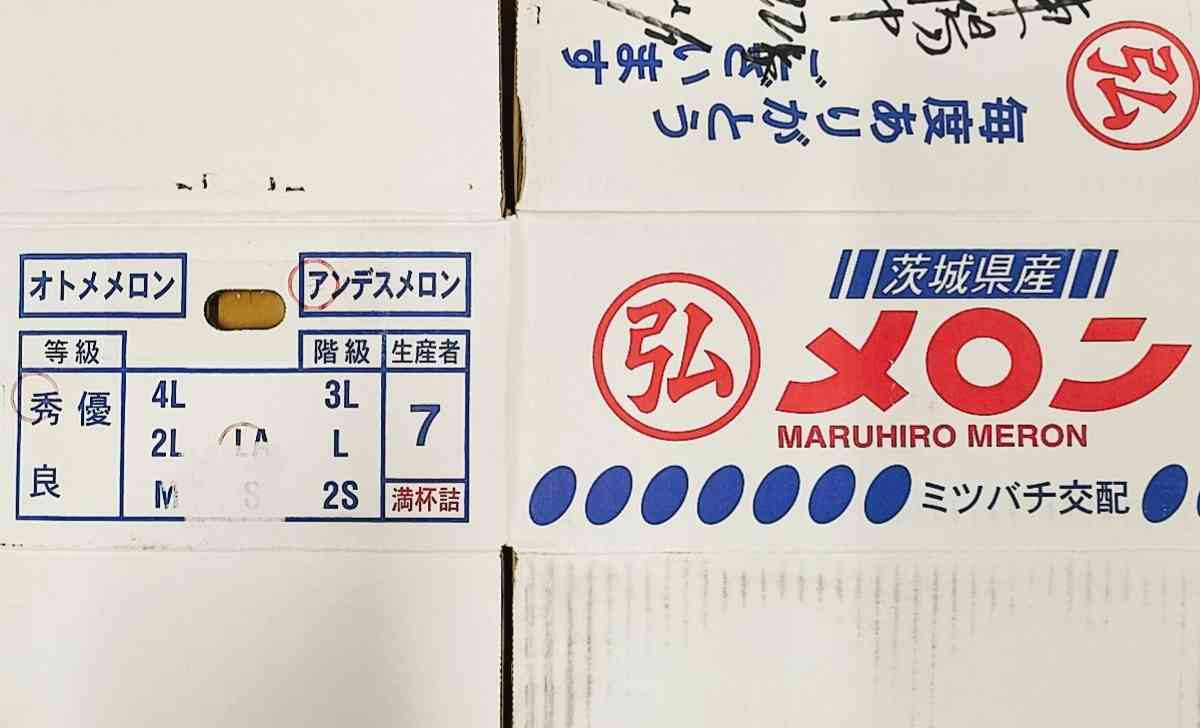 毎度ありがとう
ございます
弘
オトメメロン
アンデスメロン
等級
階級
生産者
秀 優
良
4L 3L
2L LA L
M S 2S
7
満杯詰
茨城県産
弘 メロン
MARUHIRO MERON
ミツバチ交配